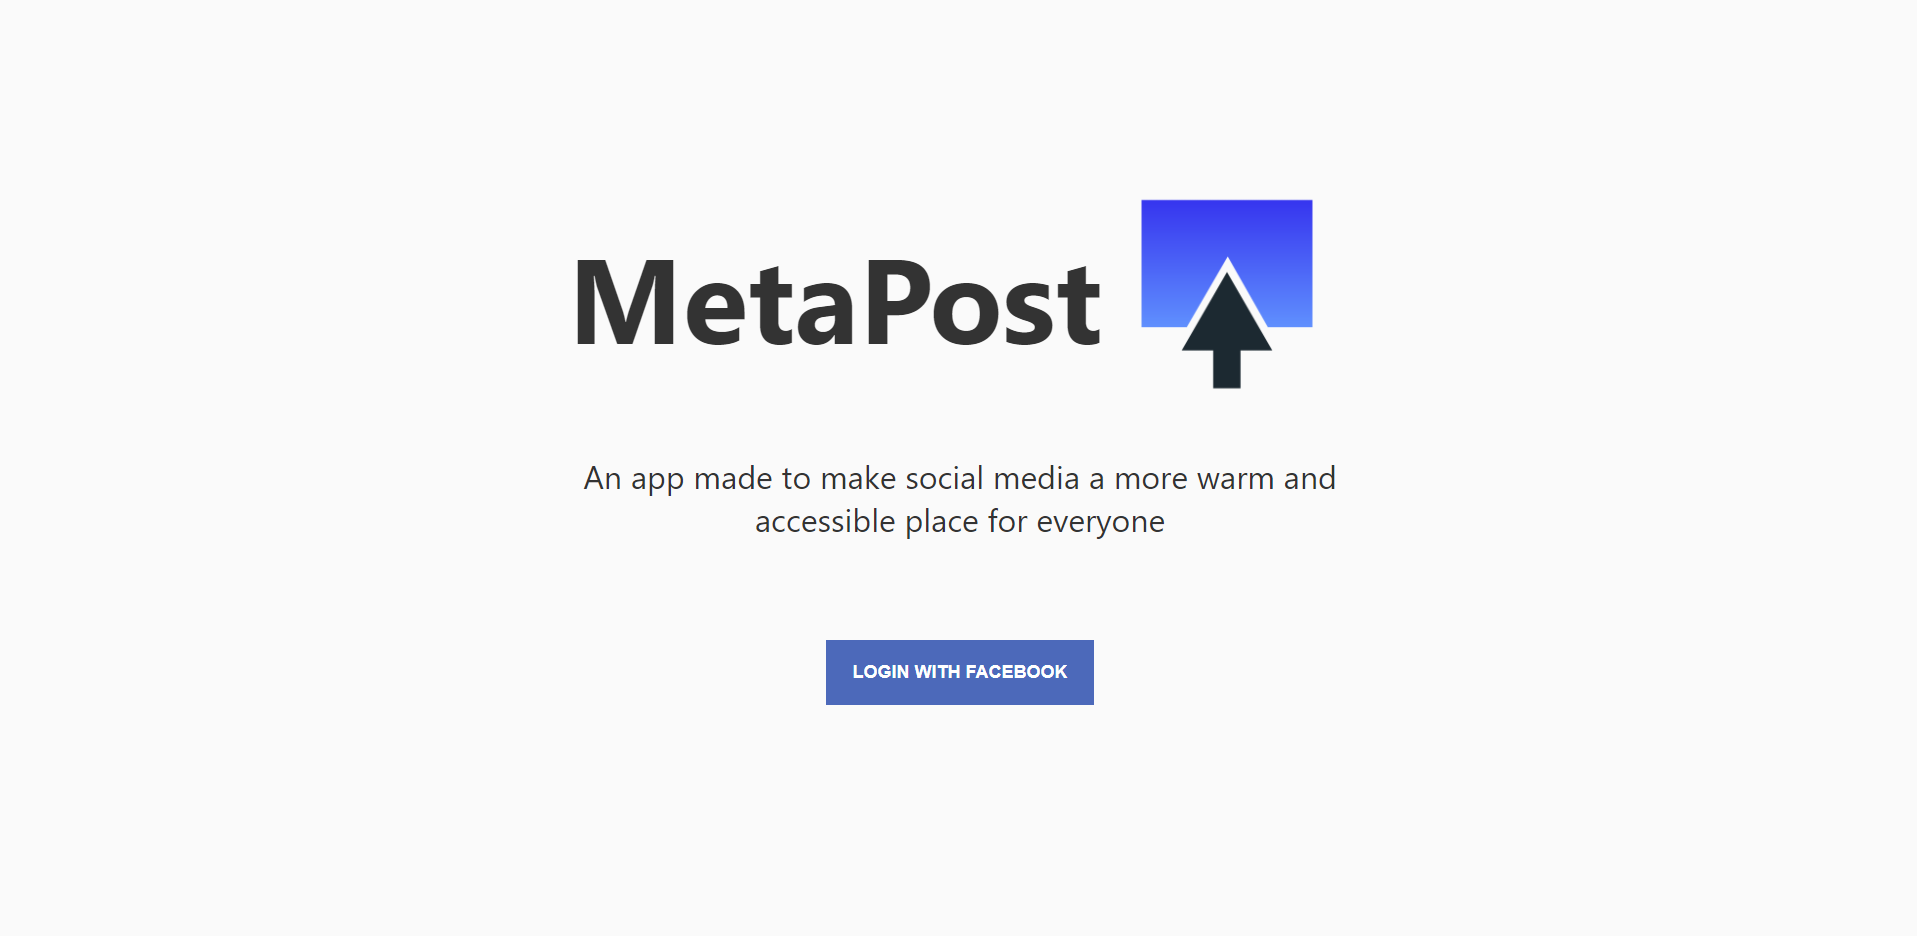 MetaPost
An app made to make social media a more warm and
accessible place for everyone
LOGIN WITH FACEBOOK